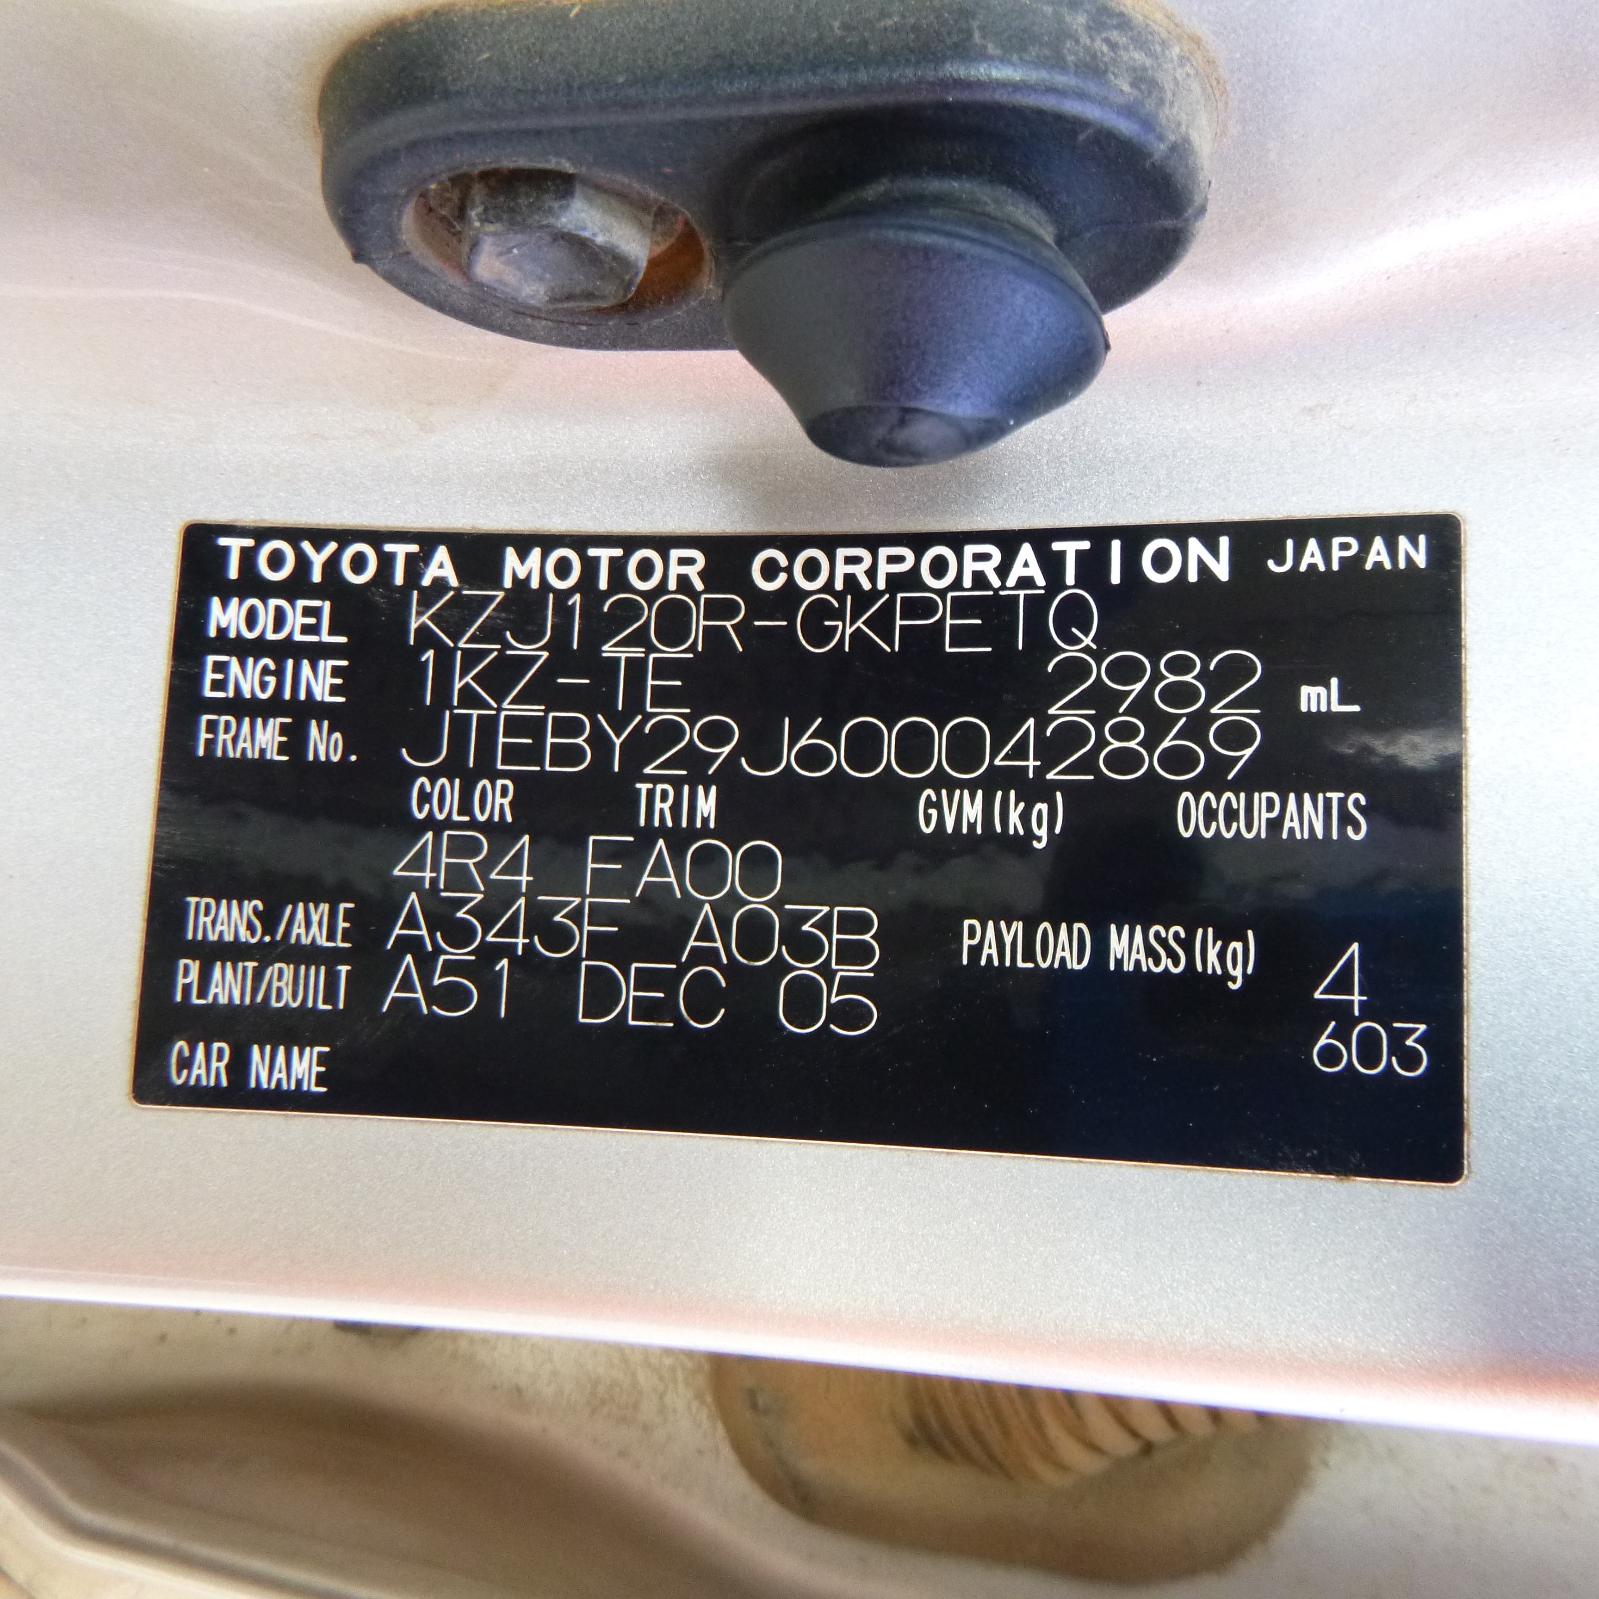 TOYOTA MOTOR CORPORATION JAPAN
MODEL KZJ120R-GKPETQ
ENGINE 1KZ-TE 2982 mL
FRAME No. JTEBY29J600042869
COLOR TRIM GVM(kg) OCCUPANTS
4R4 FA00
TRANS./AXLE A343F A03B PAYLOAD MASS(kg) 4
PLANT/BUILT A51 DEC 05 603
CAR NAME